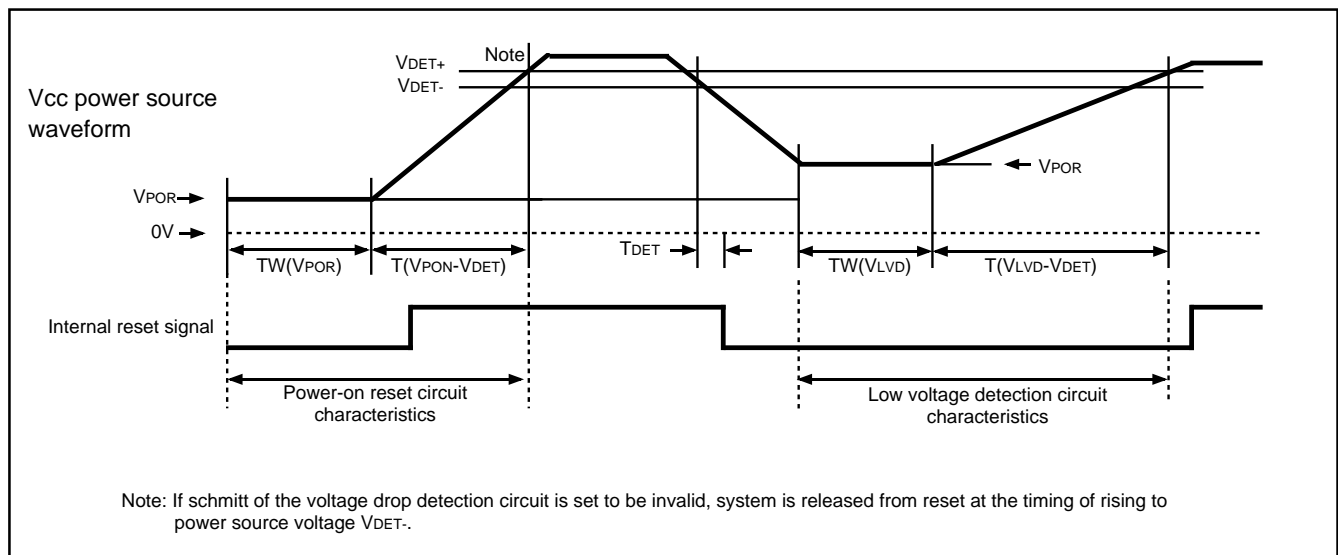 Note
VDET+
VDET-
Vcc power source
waveform
VPOR
VPOR
0V
TDET
TW(VPOR)
T(VPON-VDET)
TW(VLVD)
T(VLVD-VDET)
Internal reset signal
Power-on reset circuit
characteristics
Low voltage detection circuit
characteristics
Note: If schmitt of the voltage drop detection circuit is set to be invalid, system is released from reset at the timing of rising to
power source voltage VDET-.